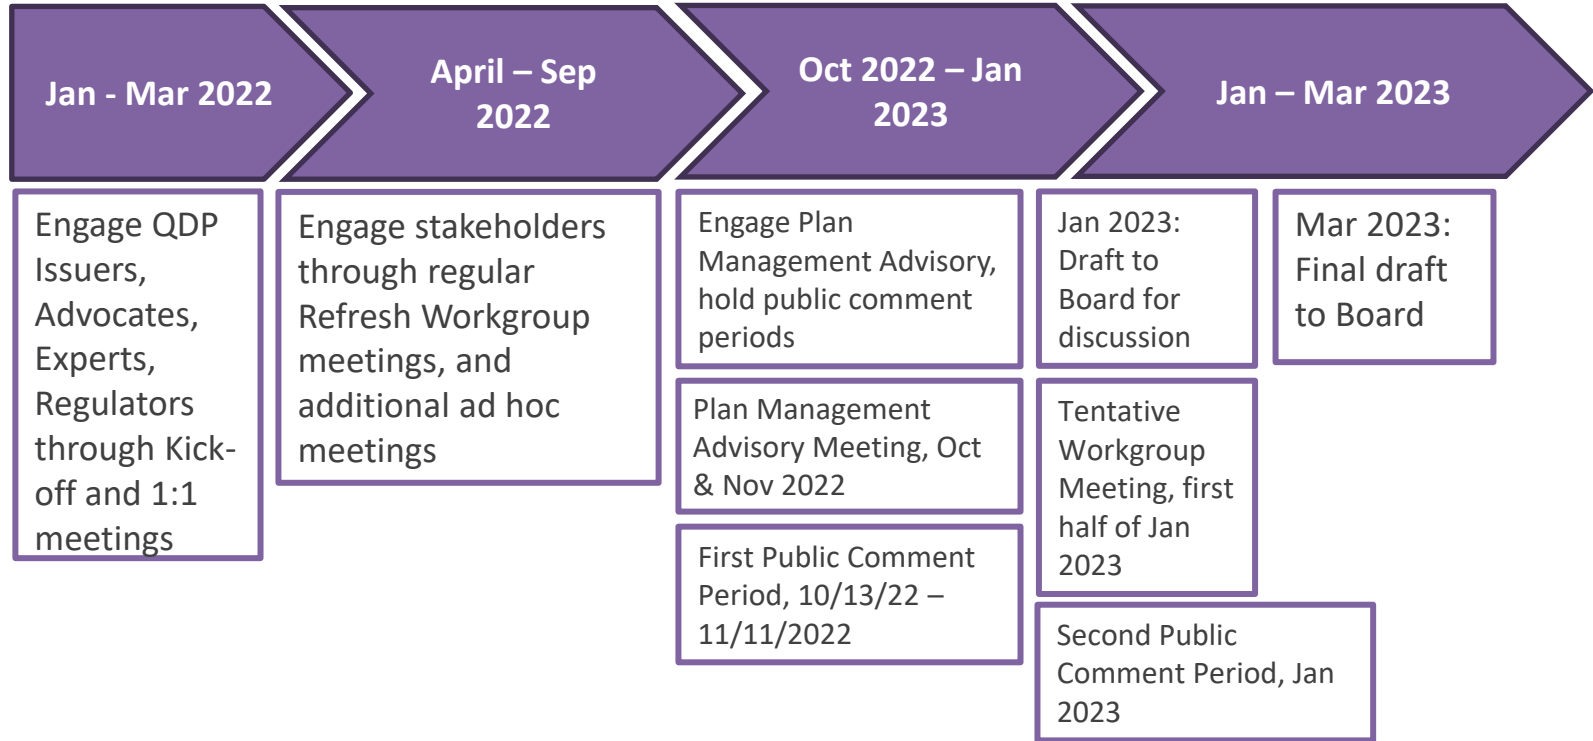 Jan - Mar 2022
April – Sep
2022
Oct 2022 – Jan
2023
Jan – Mar 2023
Engage QDP
Issuers,
Advocates,
Experts,
Regulators
through Kick-
off and 1:1
meetings
Engage stakeholders
through regular
Refresh Workgroup
meetings, and
additional ad hoc
meetings
Engage Plan
Management Advisory,
hold public comment
periods
Plan Management
Advisory Meeting, Oct
& Nov 2022
First Public Comment
Period, 10/13/22 –
11/11/2022
Jan 2023:
Draft to
Board for
discussion
Tentative
Workgroup
Meeting, first
half of Jan
2023
Second Public
Comment Period, Jan
2023
Mar 2023:
Final draft
to Board